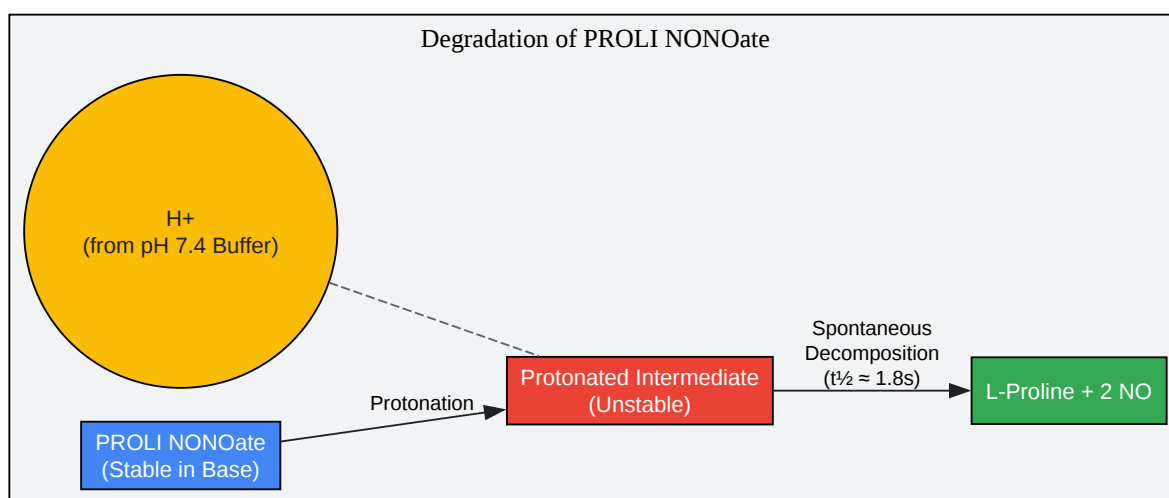 Degradation of PROLI NONOate
H+
(from pH 7.4 Buffer)
PROLI NONOate
(Stable in Base)
Protonation
Protonated Intermediate
(Unstable)
Spontaneous
Decomposition
(t½ ≈ 1.8s)
L-Proline + 2 NO